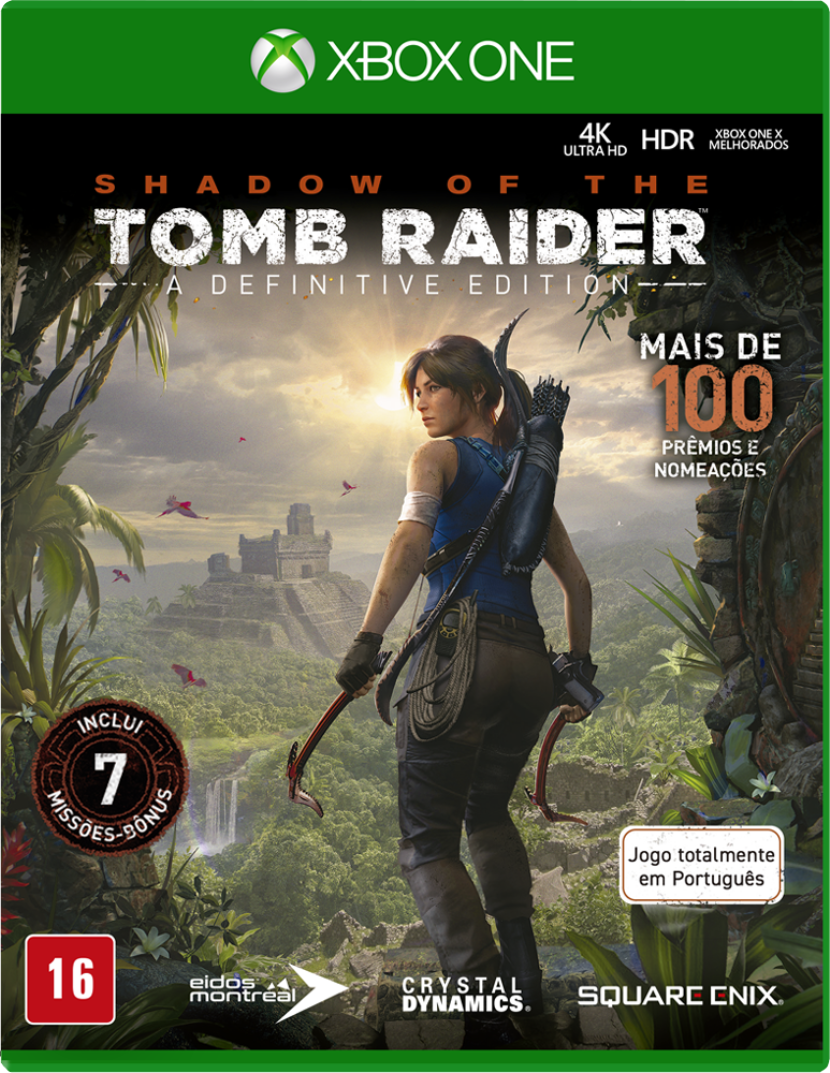 XBOX ONE
4K
ULTRA HD
HDR
XBOX ONE X
MELHORADOS
SHADOW OF THE
TOMB RAIDER™
A DEFINITIVE EDITION
MAIS DE
100
PRÊMIOS E
NOMEAÇÕES
INCLUI
7
MISSÕES-BÔNUS
Jogo totalmente
em Português
16
eidos
montréal
CRYSTAL
DYNAMICS®
SQUARE ENIX®